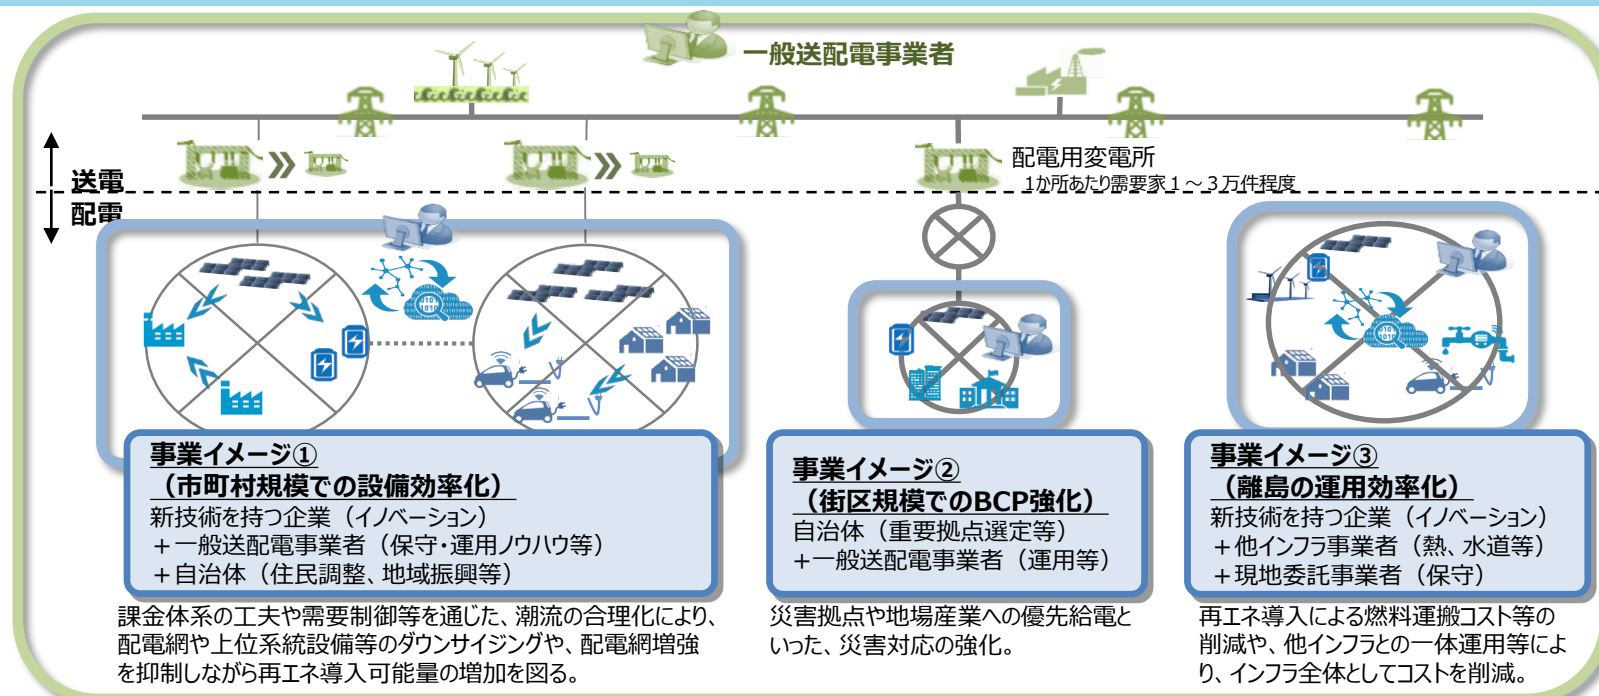 一般送配電事業者
送電
配電
配電用変電所
1か所あたり需要家１～３万件程度
事業イメージ①
（市町村規模での設備効率化）
新技術を持つ企業（イノベーション）
＋一般送配電事業者（保守・運用ノウハウ等）
＋自治体（住民調整、地域振興等）
課金体系の工夫や需要制御等を通じた、潮流の合理化により、
配電網や上位系統設備等のダウンサイジングや、配電網増強
を抑制しながら再エネ導入可能量の増加を図る。
事業イメージ②
（街区規模でのBCP強化）
自治体（重要拠点選定等）
＋一般送配電事業者（運用等）
災害拠点や地場産業への優先給電と
いった、災害対応の強化。
事業イメージ③
（離島の運用効率化）
新技術を持つ企業（イノベーション）
＋他インフラ事業者（熱、水道等）
＋現地委託事業者（保守）
再エネ導入による燃料運搬コスト等の
削減や、他インフラとの一体運用等によ
り、インフラ全体としてコストを削減。